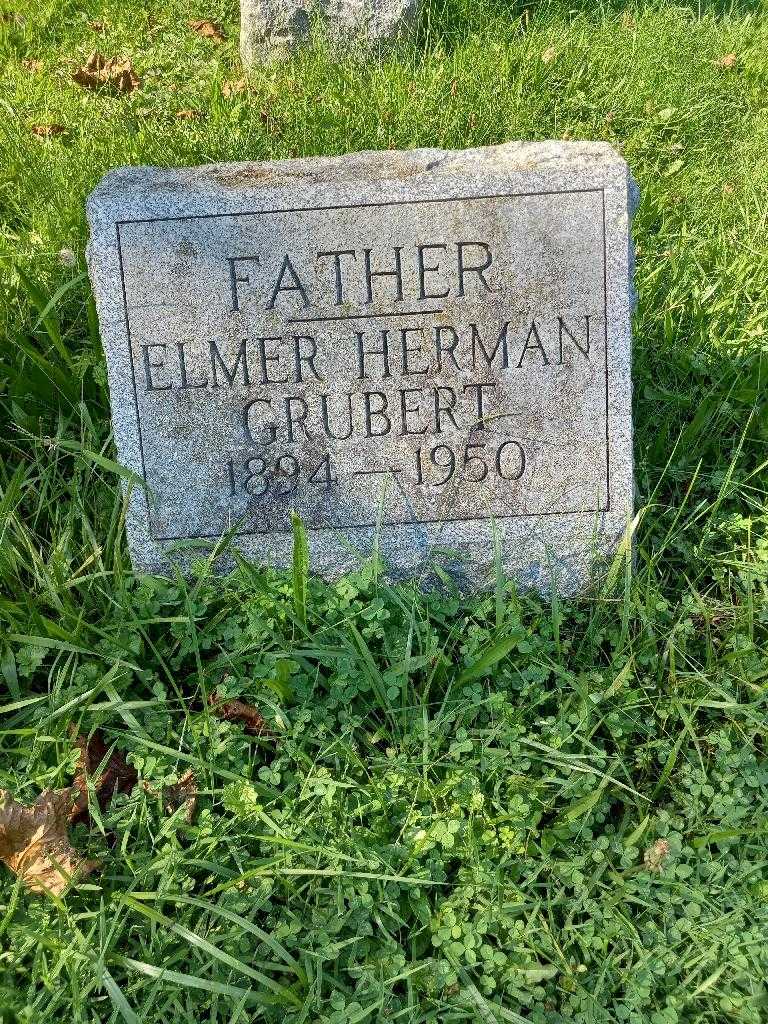 FATHER
ELMER HERMAN
GRUBERT
1894 — 1950